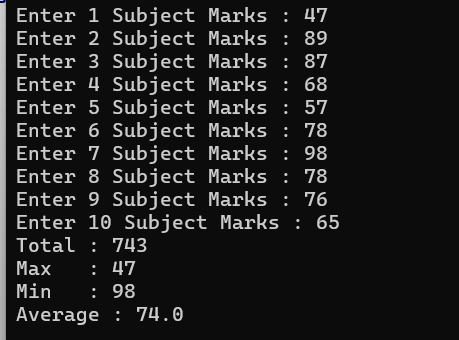 Enter 1 Subject Marks : 47
Enter 2 Subject Marks : 89
Enter 3 Subject Marks : 87
Enter 4 Subject Marks : 68
Enter 5 Subject Marks : 57
Enter 6 Subject Marks : 78
Enter 7 Subject Marks : 98
Enter 8 Subject Marks : 78
Enter 9 Subject Marks : 76
Enter 10 Subject Marks : 65
Total : 743
Max   : 47
Min   : 98
Average : 74.0